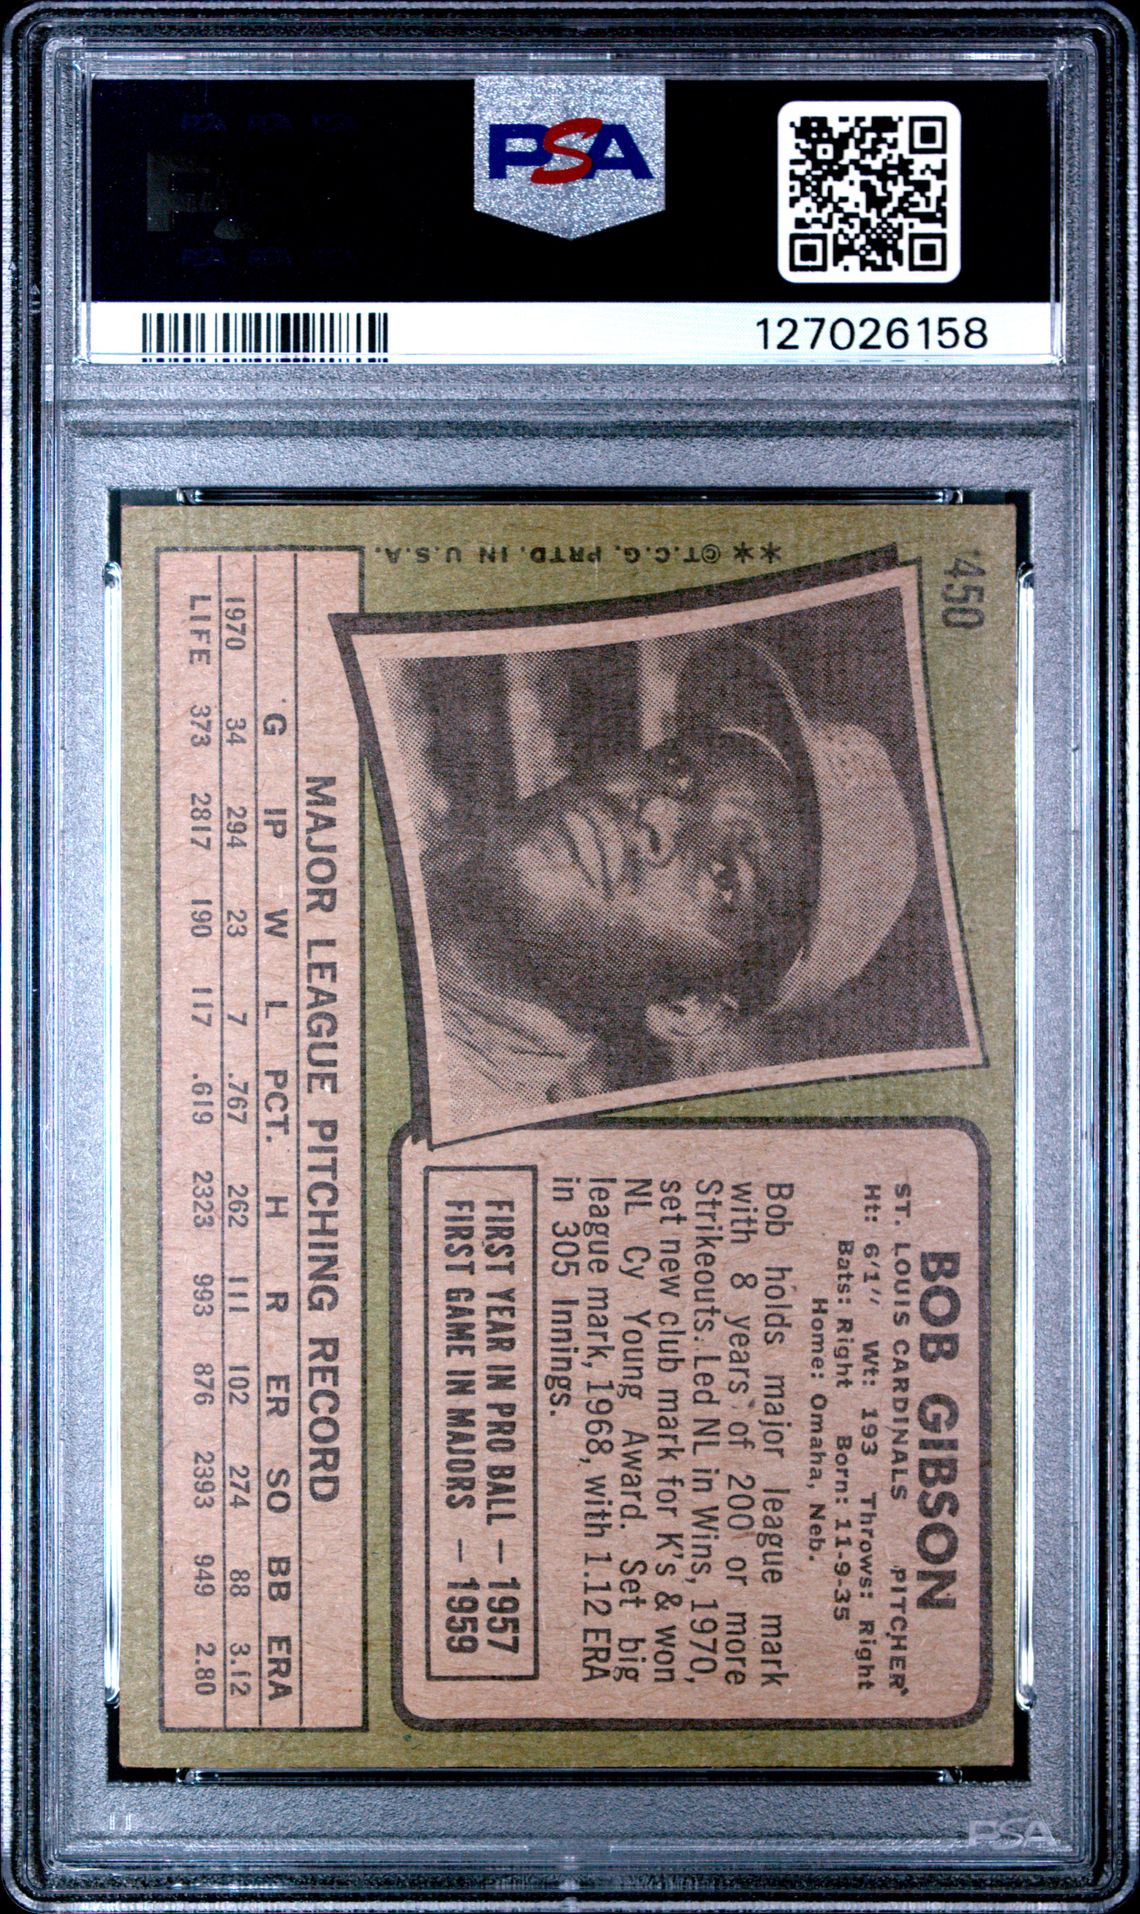 PSA
127026158
450
** ©T.C.G. PRTD. IN U.S.A.
BOB GIBSON
ST. LOUIS CARDINALS PITCHER
Ht: 6'1" Wt: 193 Throws: Right
Bats: Right Born: 11-9-35
Home: Omaha, Neb.
Bob holds major league mark
with 8 years of 200 or more
Strikeouts. Led NL in Wins, 1970,
set new club mark for K's & won
NL Cy Young Award. Set big
league mark, 1968, with 1.12 ERA
in 305 Innings.
FIRST YEAR IN PRO BALL — 1957
FIRST GAME IN MAJORS — 1959
MAJOR LEAGUE PITCHING RECORD
G IP W L PCT. H R ER SO BB ERA
1970 34 294 23 7 .767 262 111 102 274 88 3.12
LIFE 373 2817 190 117 .619 2323 993 876 2393 949 2.80
PSA